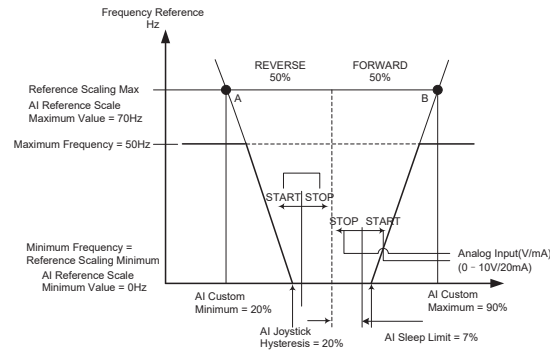 Frequency Reference
Hz
REVERSE
50%
FORWARD
50%
Reference Scaling Max
A
B
AI Reference Scale
Maximum Value = 70Hz
Maximum Frequency = 50Hz
START
STOP
STOP
START
Minimum Frequency =
Reference Scaling Minimum
AI Reference Scale
Minimum Value = 0Hz
Analog Input(V/mA)
(0 - 10V/20mA)
AI Custom
Minimum = 20%
AI Custom
Maximum = 90%
AI Joystick
Hysteresis = 20%
AI Sleep Limit = 7%